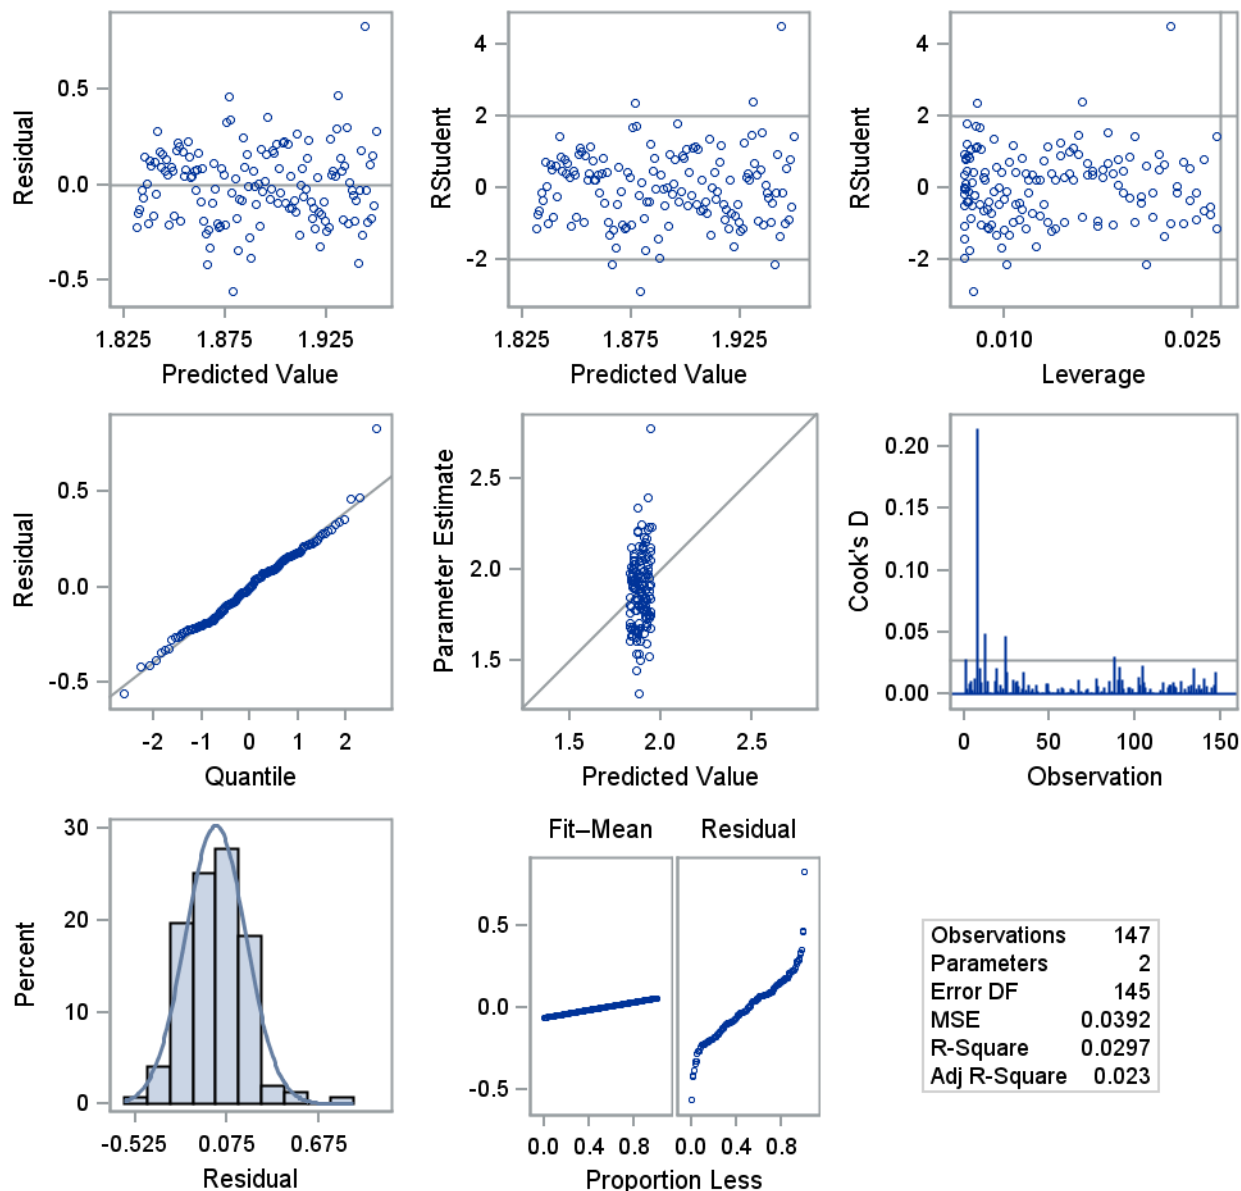 Residual
0.5
0.0
-0.5
1.825 1.875 1.925
Predicted Value
RStudent
4
2
0
-2
1.825 1.875 1.925
Predicted Value
RStudent
4
2
0
-2
0.010 0.025
Leverage
Residual
0.5
0.0
-0.5
-2 -1 0 1 2
Quantile
Parameter Estimate
2.5
2.0
1.5
1.5 2.0 2.5
Predicted Value
Cook's D
0.20
0.15
0.10
0.05
0.00
0 50 100 150
Observation
Percent
30
20
10
0
-0.525 0.075 0.675
Residual
Fit–Mean Residual
0.5
0.0
-0.5
0.0 0.4 0.8 0.0 0.4 0.8
Proportion Less
Observations 147
Parameters 2
Error DF 145
MSE 0.0392
R-Square 0.0297
Adj R-Square 0.023